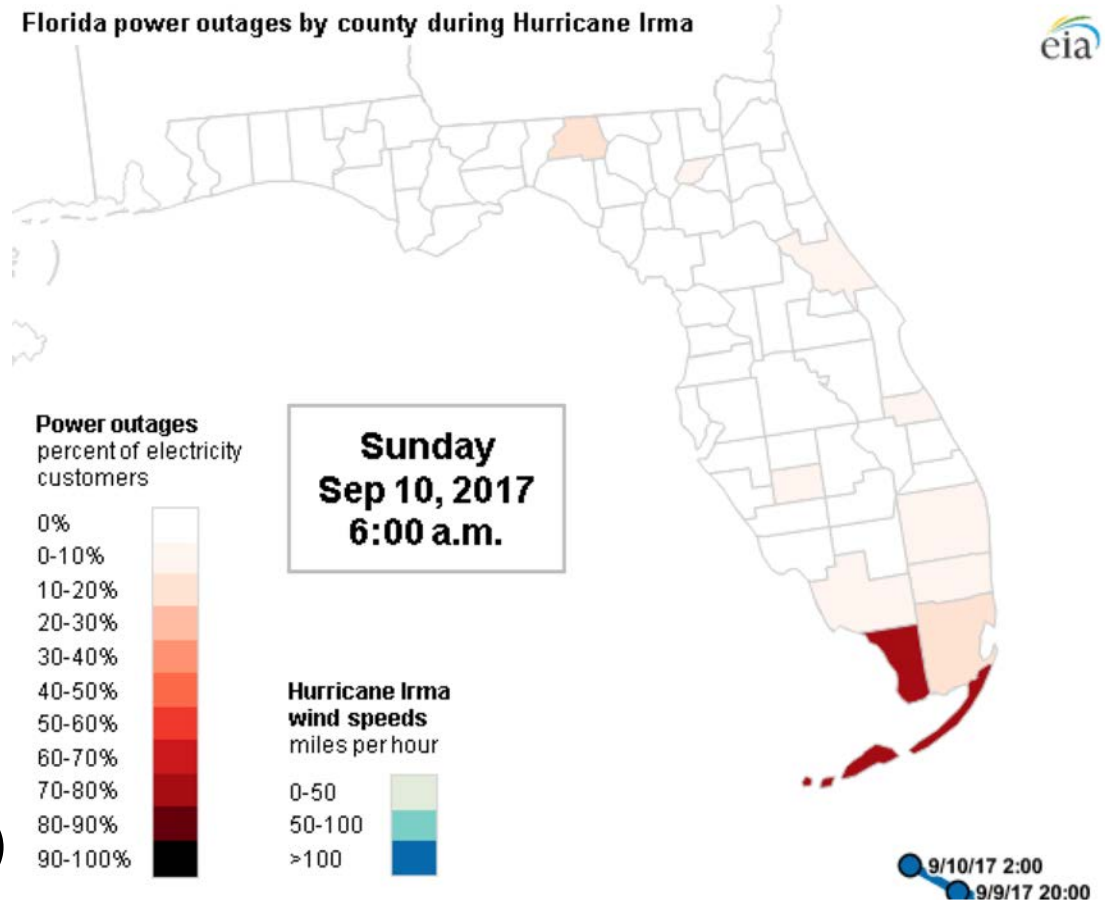 Florida power outages by county during Hurricane Irma
eia
Power outages
percent of electricity
customers
0%
0-10%
10-20%
20-30%
30-40%
40-50%
50-60%
60-70%
70-80%
80-90%
90-100%
Sunday
Sep 10, 2017
6:00 a.m.
Hurricane Irma
wind speeds
miles per hour
0-50
50-100
>100
9/10/17 2:00
9/9/17 20:00